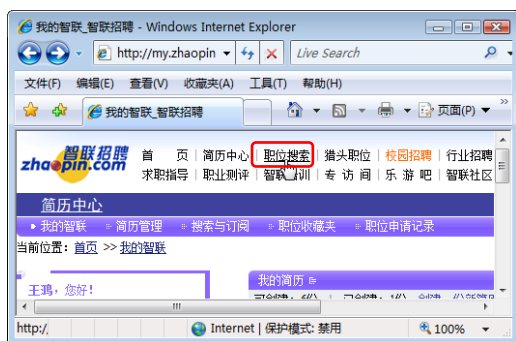 我的智联_智联招聘 - Windows Internet Explorer
http://my.zhaopin
Live Search
文件(F) 编辑(E) 查看(V) 收藏夹(A) 工具(T) 帮助(H)
我的智联_智联招聘 页面(P)
智联招聘
zhaopin.com
首 页 | 简历中心 | 职位搜索 | 猎头职位 | 校园招聘 | 行业招聘
求职指导 | 职业测评 | 智联 训 | 专 访 间 | 乐 游 吧 | 智联社区
简历中心
我的智联 简历管理 搜索与订阅 职位收藏夹 职位申请记录
当前位置：首页 >> 我的智联
我的简历
王鹃，您好！
http:/, Internet | 保护模式: 禁用 100%